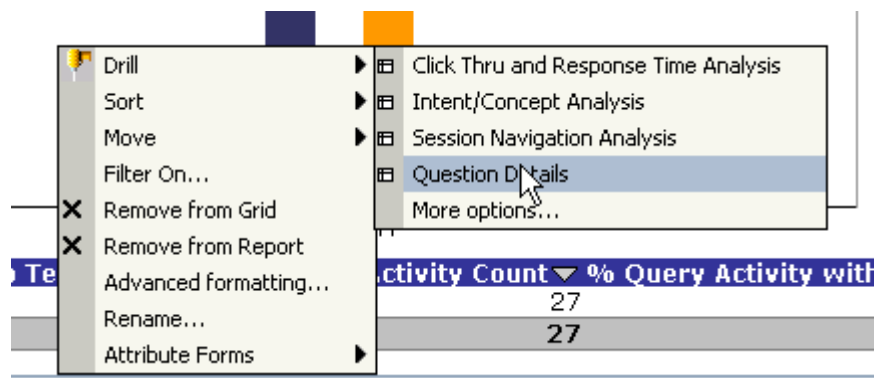 Drill
Sort
Move
Filter On...
Remove from Grid
Remove from Report
Advanced formatting...
Rename...
Attribute Forms
Click Thru and Response Time Analysis
Intent/Concept Analysis
Session Navigation Analysis
Question Details
More options...
Activity Count % Query Activity with
27
27